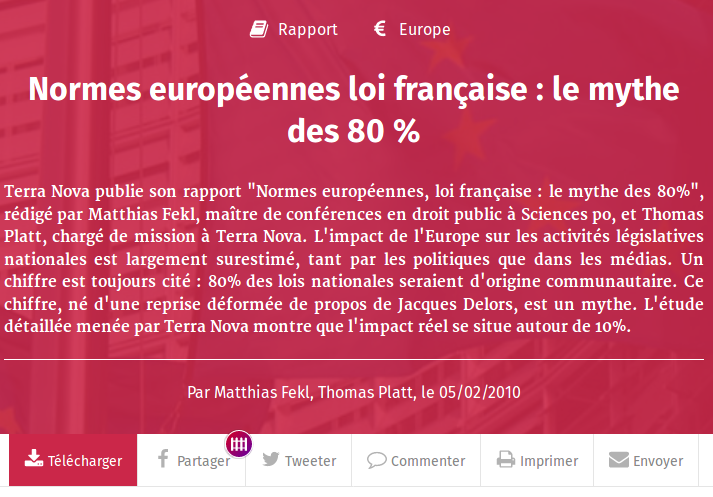 Rapport
Europe
Normes européennes loi française : le mythe
des 80 %
Terra Nova publie son rapport "Normes européennes, loi française : le mythe des 80%",
rédigé par Matthias Fekl, maître de conférences en droit public à Sciences po, et Thomas
Platt, chargé de mission à Terra Nova. L'impact de l'Europe sur les activités législatives
nationales est largement surestimé, tant par les politiques que dans les médias. Un
chiffre est toujours cité : 80% des lois nationales seraient d'origine communautaire. Ce
chiffre, né d'une reprise déformée de propos de Jacques Delors, est un mythe. L'étude
détaillée menée par Terra Nova montre que l'impact réel se situe autour de 10%.
Par Matthias Fekl, Thomas Platt, le 05/02/2010
Télécharger
Partager
Tweeter
Commenter
Imprimer
Envoyer